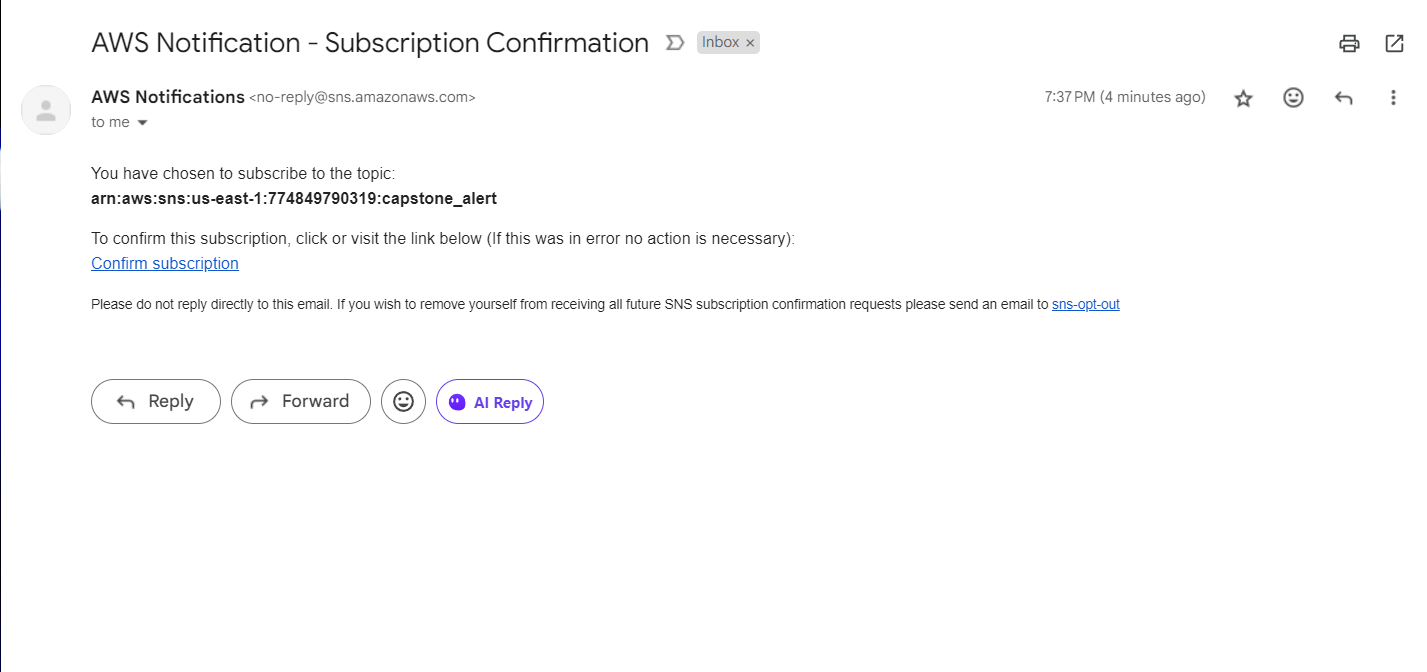 AWS Notification - Subscription Confirmation Inbox ×
AWS Notifications <no-reply@sns.amazonaws.com> 7:37 PM (4 minutes ago)
to me
You have chosen to subscribe to the topic:
arn:aws:sns:us-east-1:774849790319:capstone_alert
To confirm this subscription, click or visit the link below (If this was in error no action is necessary):
Confirm subscription
Please do not reply directly to this email. If you wish to remove yourself from receiving all future SNS subscription confirmation requests please send an email to sns-opt-out
Reply Forward AI Reply